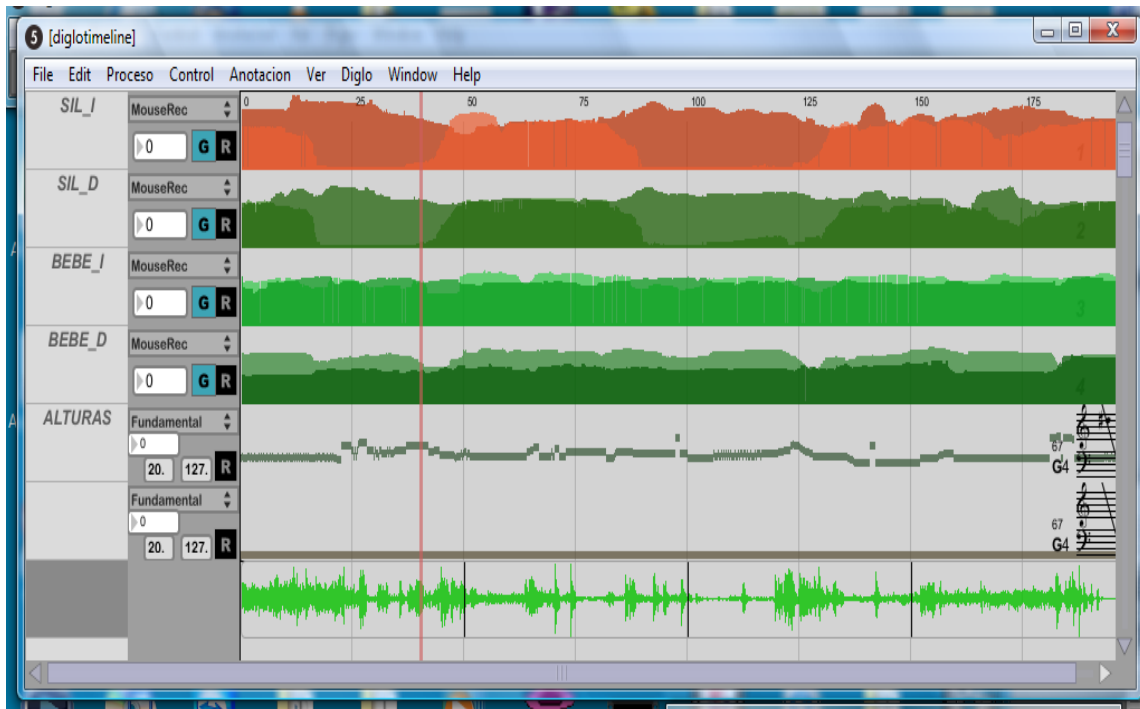 5 [diglotimeline]
File Edit Proceso Control Anotacion Ver Diglo Window Help
SIL_I MouseRec 0 25 50 75 100 125 150 175
0 G R 1
SIL_D MouseRec
0 G R 2
BEBE_I MouseRec
0 G R 3
BEBE_D MouseRec
0 G R 4
ALTURAS Fundamental
0 67
20. 127. R G4
Fundamental
0 67
20. 127. R G4